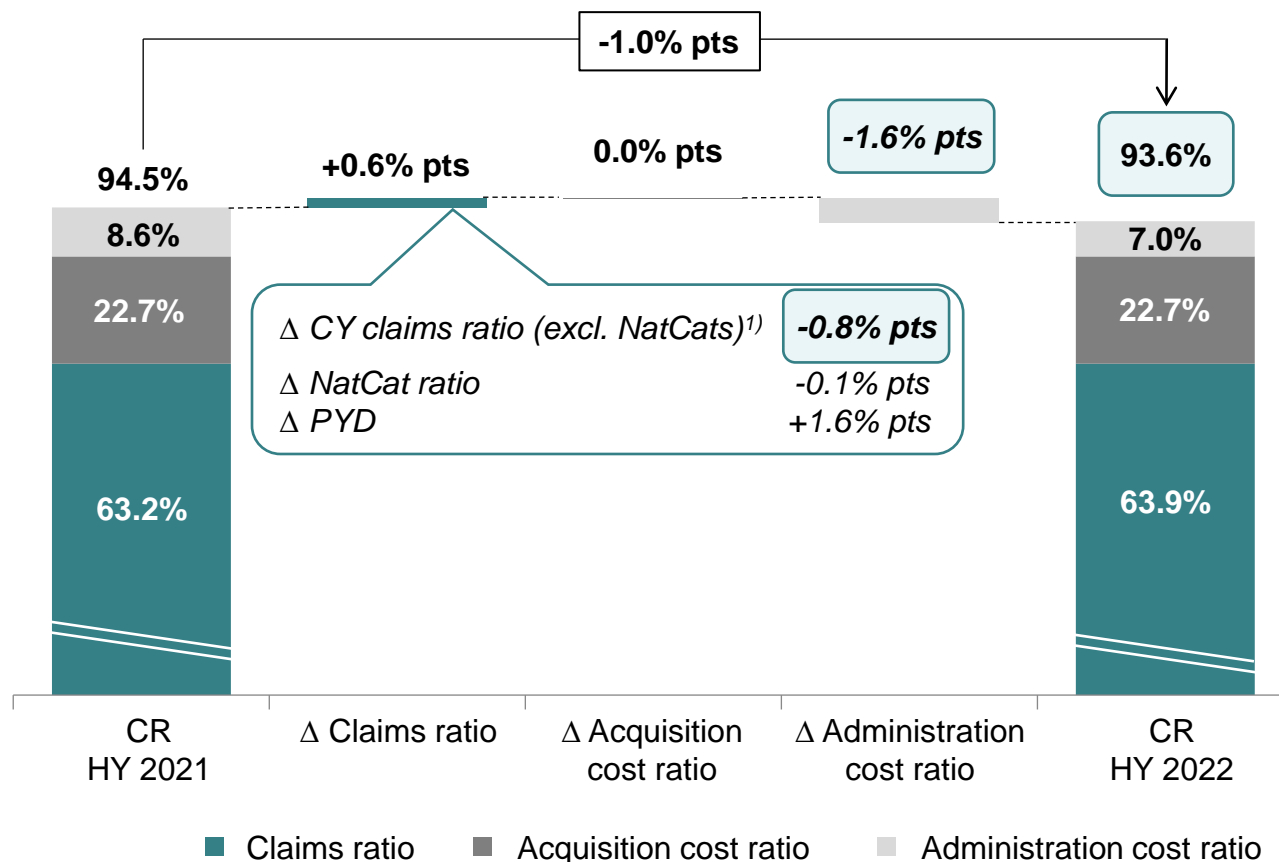 -1.0% pts
94.5%
+0.6% pts
0.0% pts
-1.6% pts
93.6%
8.6%
22.7%
63.2%
Δ CY claims ratio (excl. NatCats)1) -0.8% pts
Δ NatCat ratio -0.1% pts
Δ PYD +1.6% pts
7.0%
22.7%
63.9%
CR
HY 2021
Δ Claims ratio
Δ Acquisition
cost ratio
Δ Administration
cost ratio
CR
HY 2022
Claims ratio Acquisition cost ratio Administration cost ratio